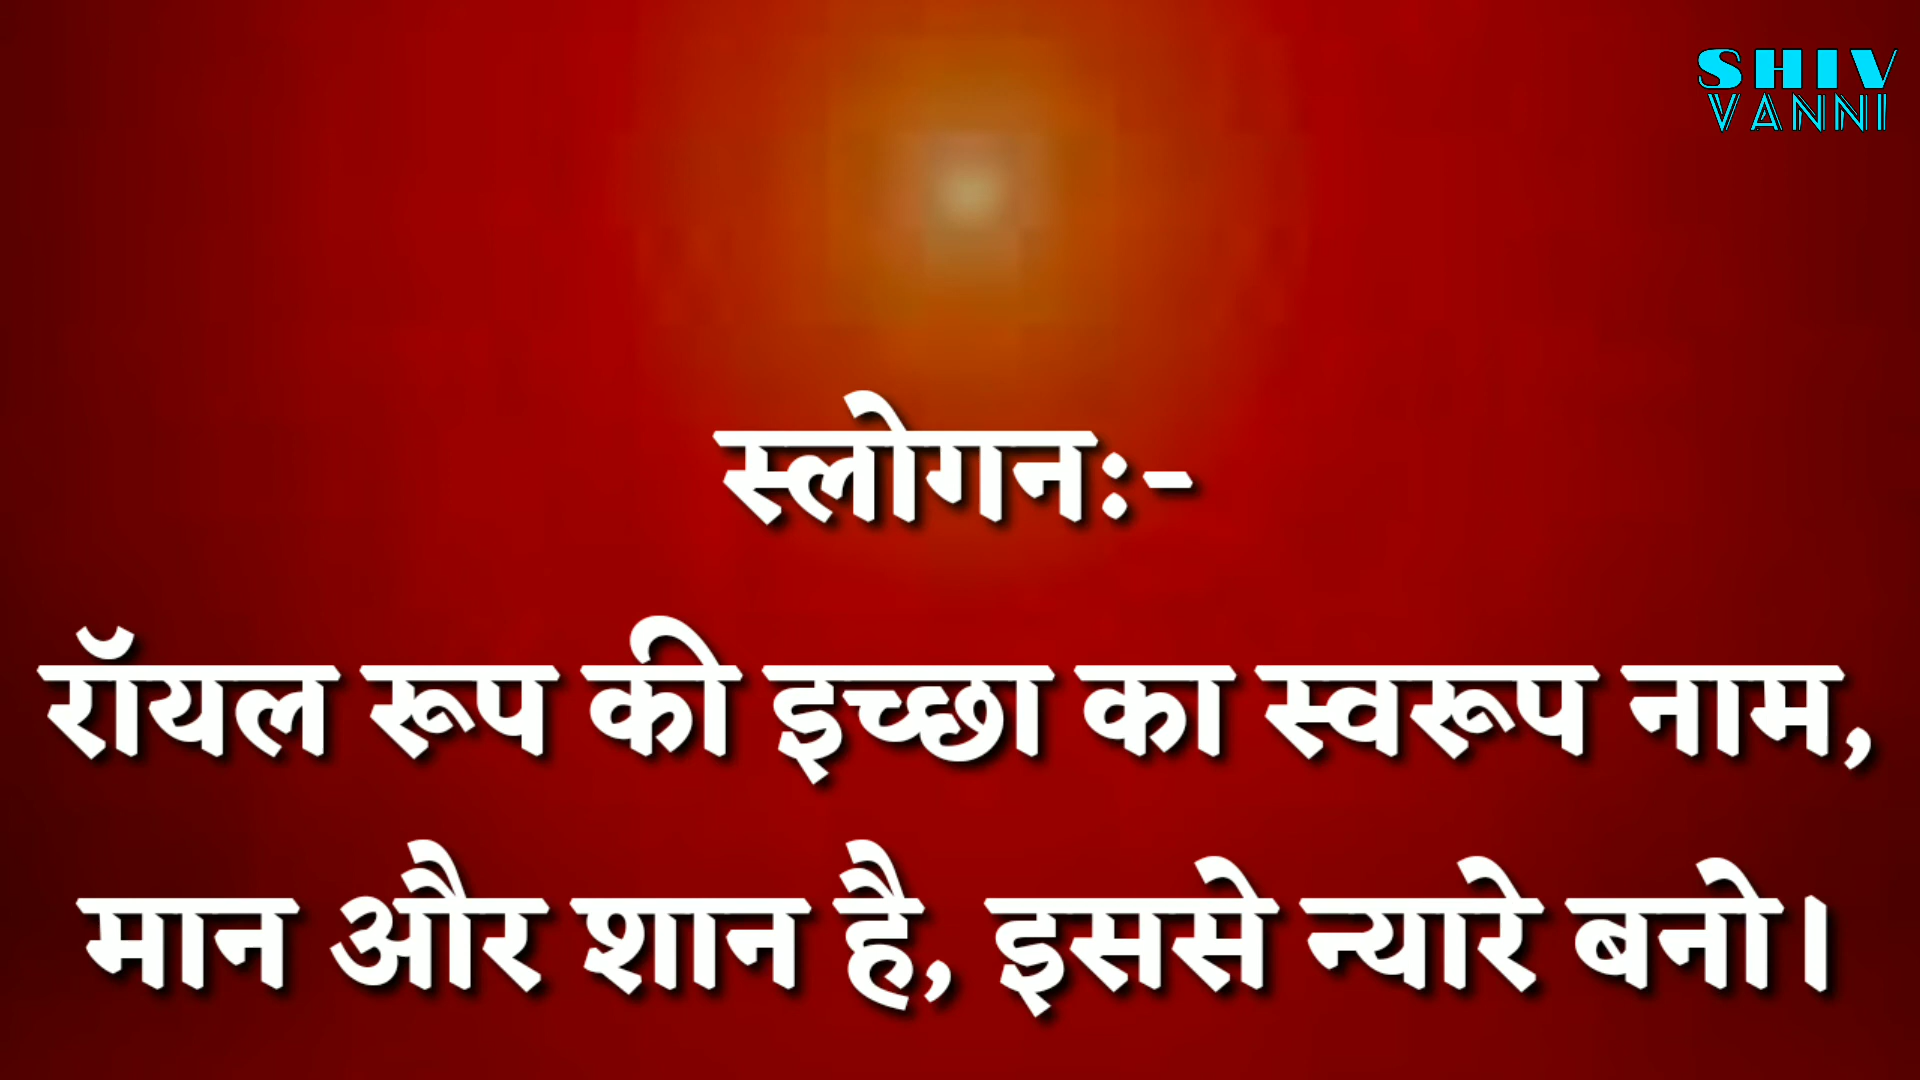 SHIV
VANNI
स्लोगनः-
रॉयल रूप की इच्छा का स्वरूप नाम,
मान और शान है, इससे न्यारे बनो।